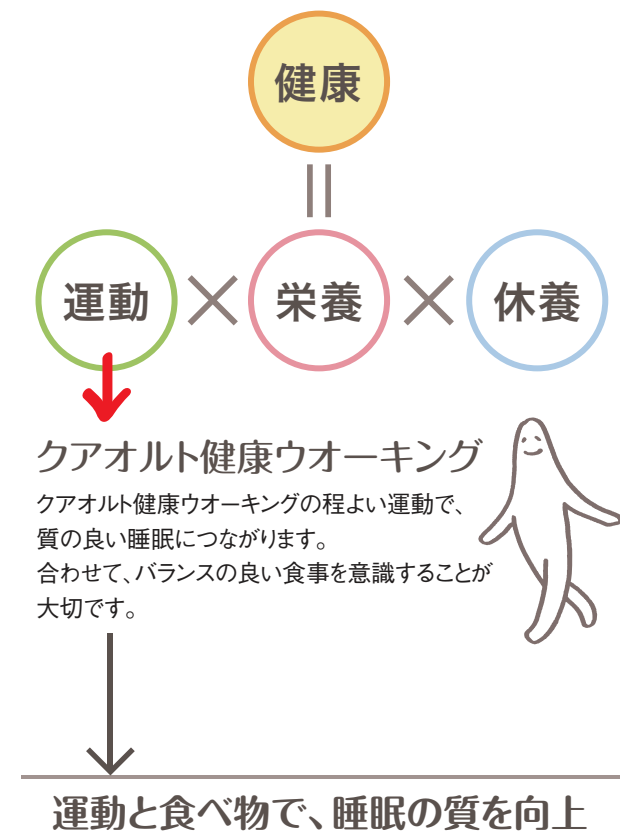 健康
運動 × 栄養 × 休養
クアオルト健康ウオーキング
クアオルト健康ウオーキングの程よい運動で、
質の良い睡眠につながります。
合わせて、バランスの良い食事を意識することが
大切です。
運動と食べ物で、睡眠の質を向上